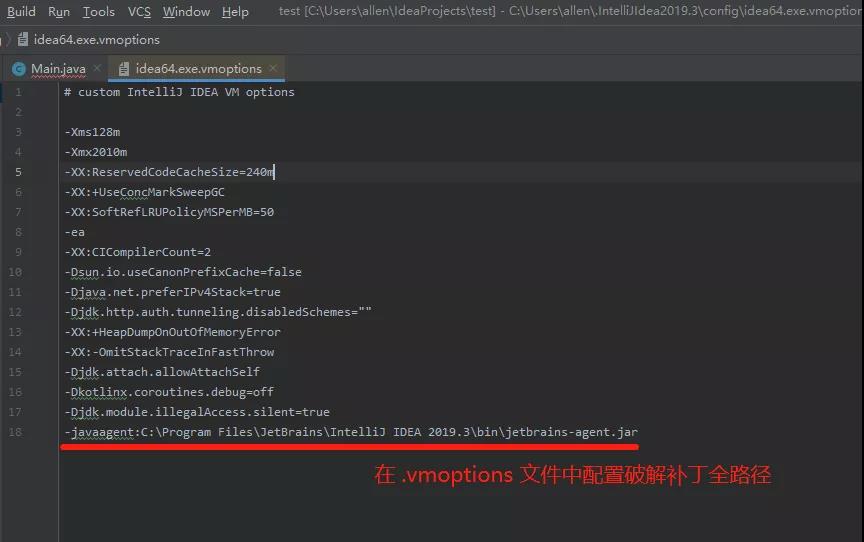 Build Run Tools VCS Window Help test [C:\Users\allen\IdeaProjects\test] - C:\Users\allen\.IntelliJIdea2019.3\config\idea64.exe.vmoption
idea64.exe.vmoptions
Main.java idea64.exe.vmoptions
1 # custom IntelliJ IDEA VM options
2
3 -Xms128m
4 -Xmx2010m
5 -XX:ReservedCodeCacheSize=240m
6 -XX:+UseConcMarkSweepGC
7 -XX:SoftRefLRUPolicyMSPerMB=50
8 -ea
9 -XX:CICompilerCount=2
10 -Dsun.io.useCanonPrefixCache=false
11 -Djava.net.preferIPv4Stack=true
12 -Djdk.http.auth.tunneling.disabledSchemes=""
13 -XX:+HeapDumpOnOutOfMemoryError
14 -XX:-OmitStackTraceInFastThrow
15 -Djdk.attach.allowAttachSelf
16 -Dkotlinx.coroutines.debug=off
17 -Djdk.module.illegalAccess.silent=true
18 -javaagent:C:\Program Files\JetBrains\IntelliJ IDEA 2019.3\bin\jetbrains-agent.jar
在 .vmoptions 文件中配置破解补丁全路径